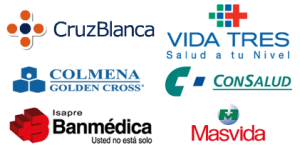 CruzBlanca
VIDA TRES
Salud a tu Nivel
COLMENA
GOLDEN CROSS®
CONSALUD
Isapre
Banmédica
Usted no está solo
Masvida